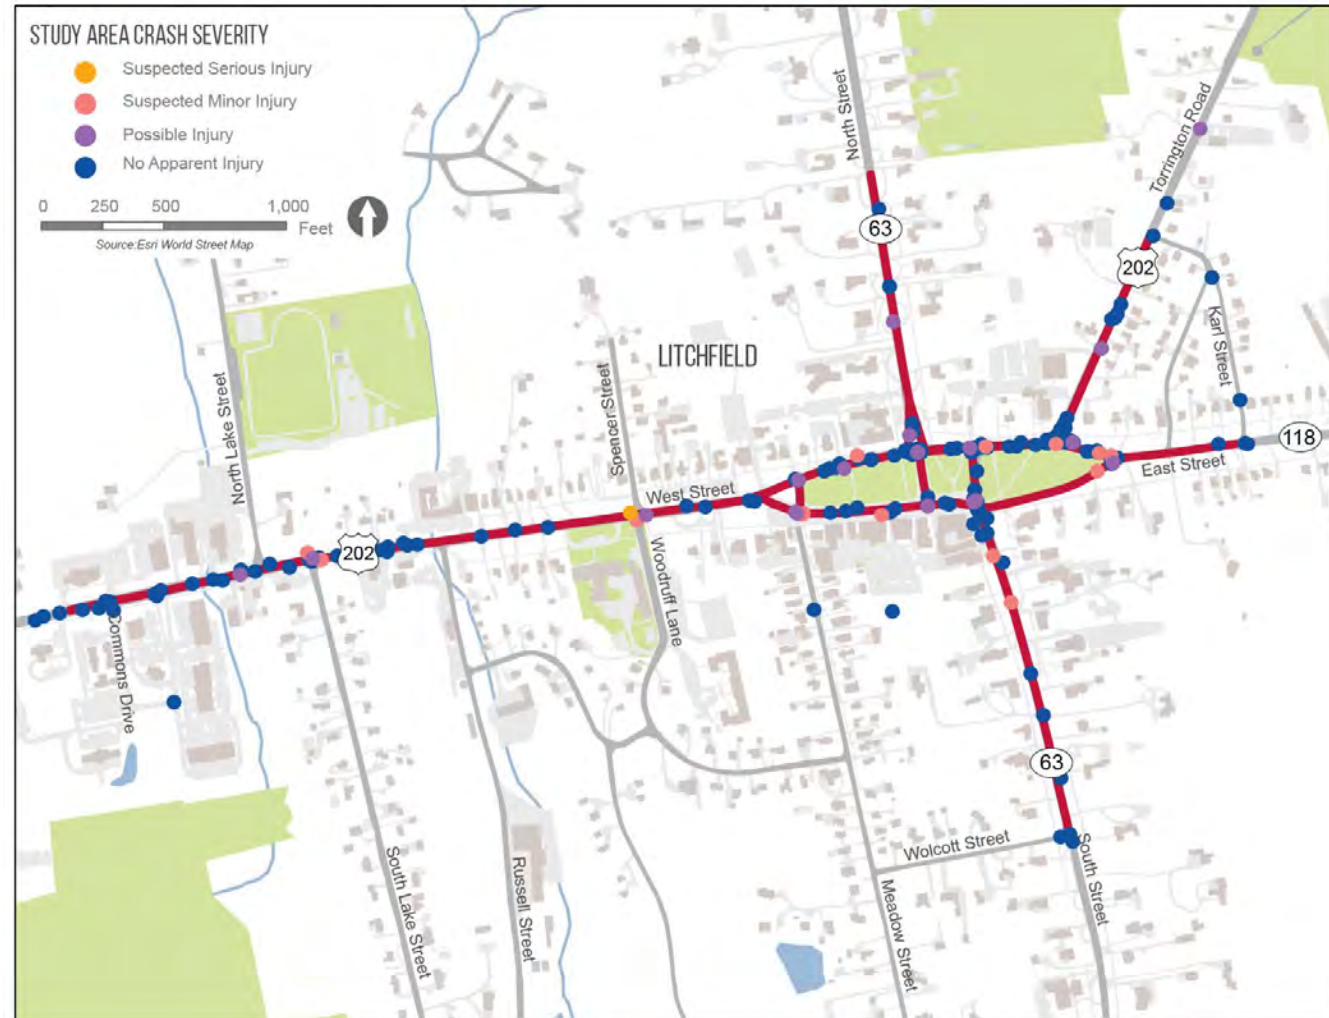 STUDY AREA CRASH SEVERITY
Suspected Serious Injury
Suspected Minor Injury
Possible Injury
No Apparent Injury
0 250 500 1,000 Feet
Source:Esri World Street Map
North Street
63
Torrington Road
202
Karl Street
LITCHFIELD
North Lake Street
Spencer Street
West Street
East Street
118
202
Woodruff Lane
Commons Drive
63
Wolcott Street
South Lake Street
Russell Street
Meadow Street
South Street